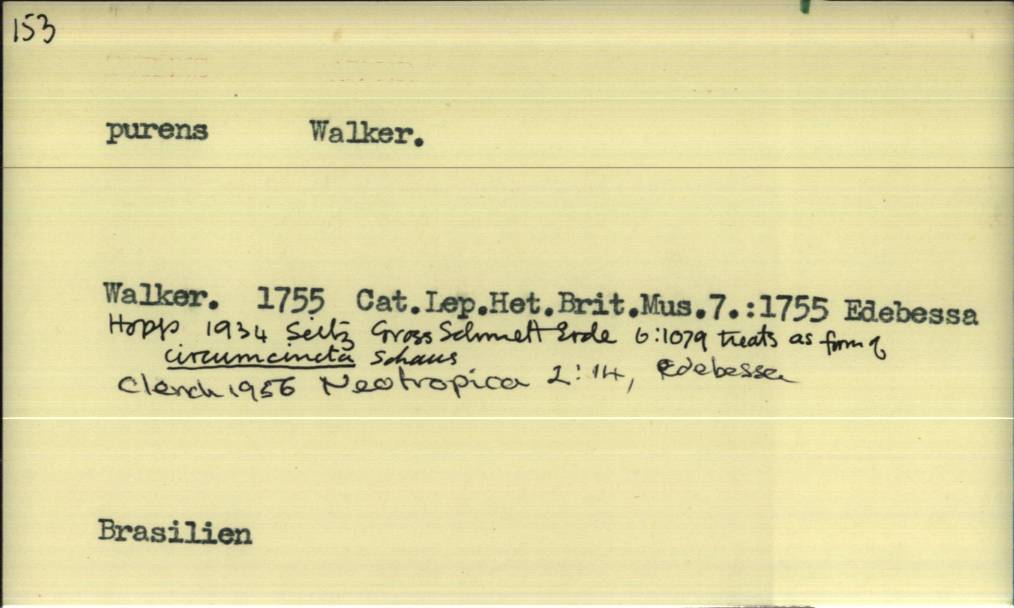 153
purens Walker.
Walker. 1755 Cat.Lep.Het.Brit.Mus.7.:1755 Edebessa
Hopp 1934 Seitz Gross Schmett Erde 6:1079 treats as form of
circumcincta Schaus
Clench 1956 Neotropica 2:14, Edebessa
Brasilien